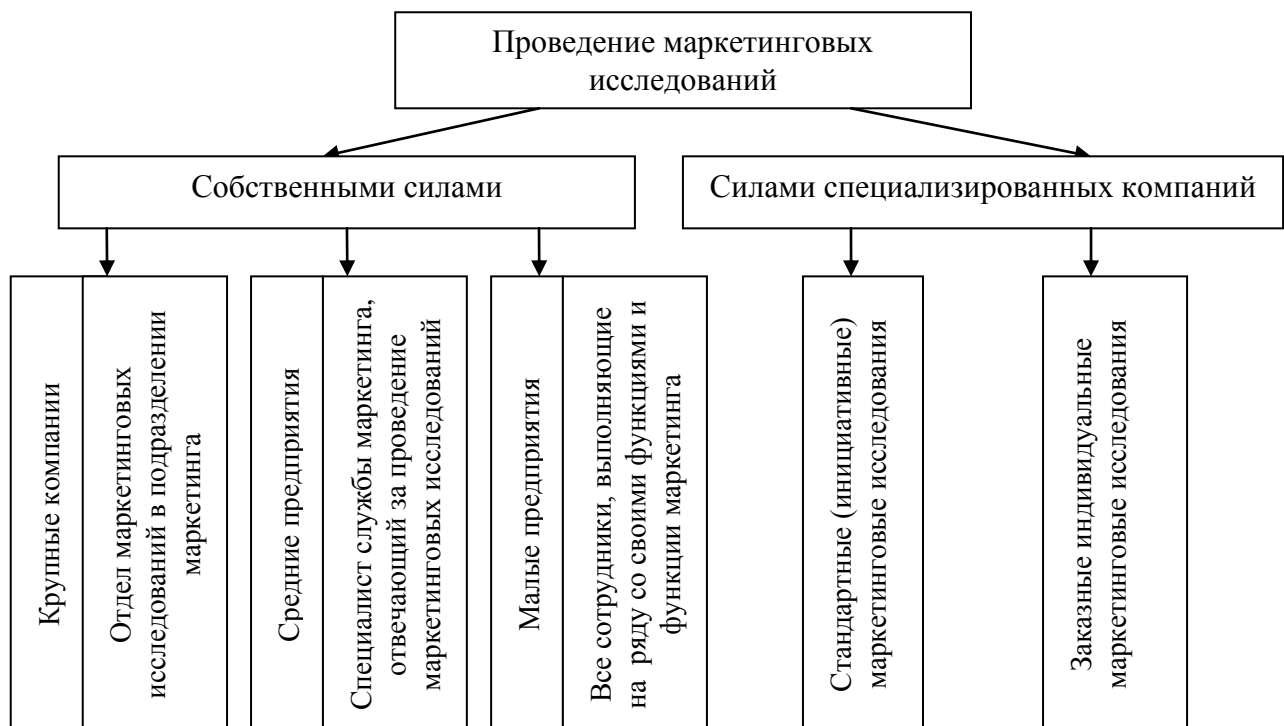 Проведение маркетинговых
исследований
Собственными силами
Силами специализированных компаний
Крупные компании
Отдел маркетинговых
исследований в подразделении
маркетинга
Средние предприятия
Специалист службы маркетинга,
отвечающий за проведение
маркетинговых исследований
Малые предприятия
Все сотрудники, выполняющие
на ряду со своими функциями и
функции маркетинга
Стандартные (инициативные)
маркетинговые исследования
Заказные индивидуальные
маркетинговые исследования